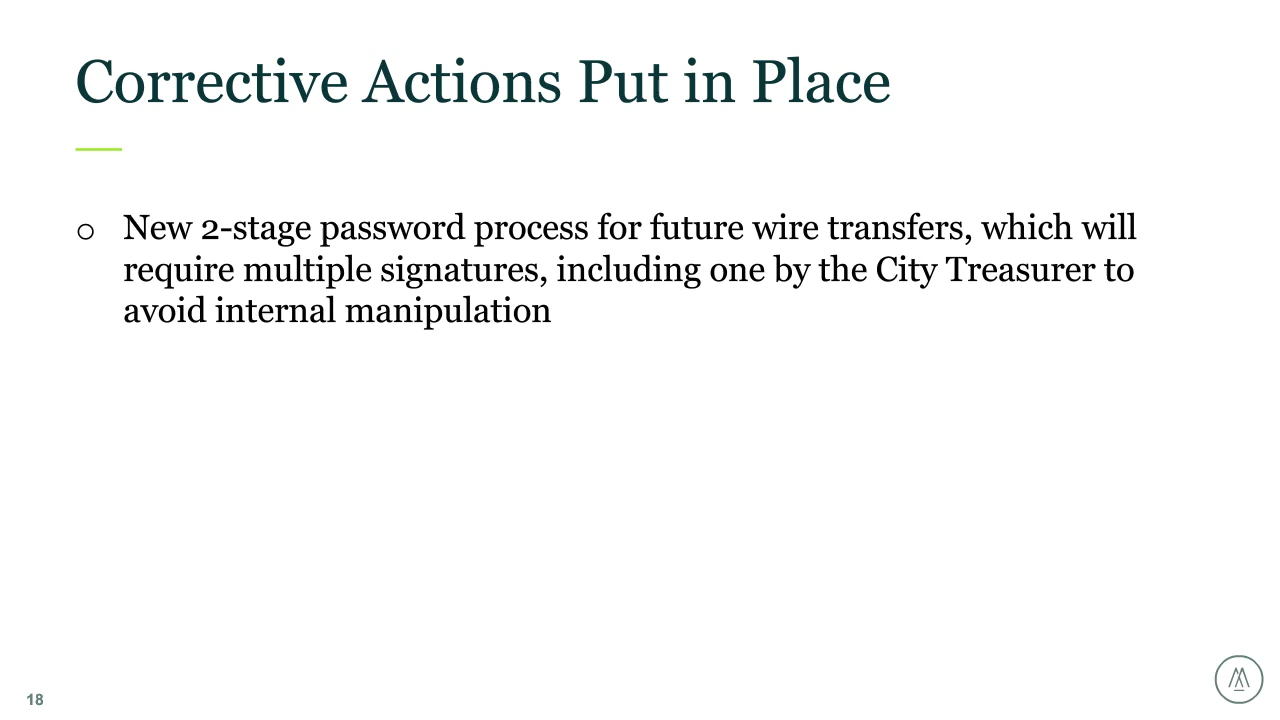 Corrective Actions Put in Place
o New 2-stage password process for future wire transfers, which will
require multiple signatures, including one by the City Treasurer to
avoid internal manipulation
18